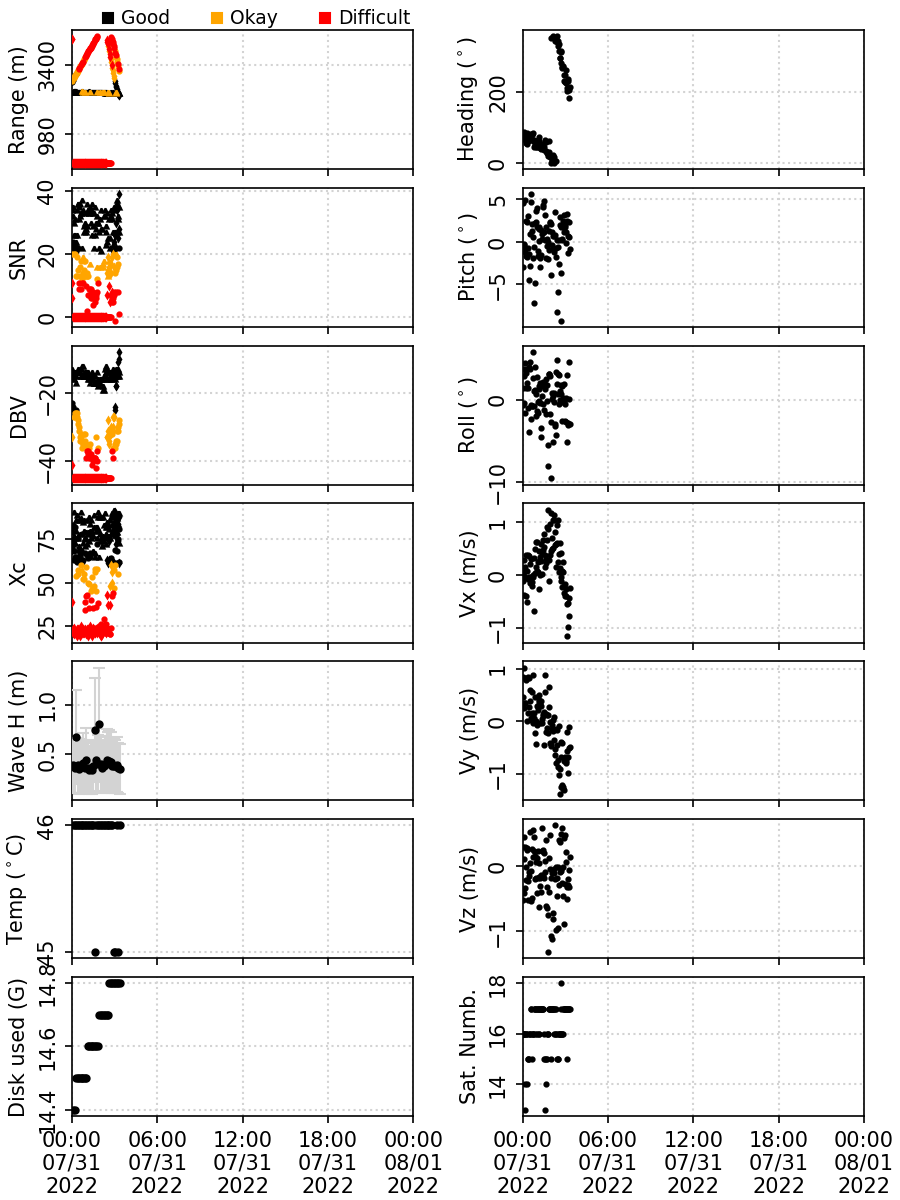 Good Okay Difficult
Range (m)
3400
980
Heading (°)
200
0
SNR
40
20
0
Pitch (°)
5
0
−5
DBV
−20
−40
Roll (°)
0
−10
Xc
75
50
25
Vx (m/s)
1
0
−1
Wave H (m)
1.0
0.5
Vy (m/s)
1
0
−1
Temp (°C)
46
45
Vz (m/s)
0
−1
Disk used (G)
14.8
14.6
14.4
Sat. Numb.
18
16
14
00:00 06:00 12:00 18:00 00:00
07/31 07/31 07/31 07/31 08/01
2022 2022 2022 2022 2022
00:00 06:00 12:00 18:00 00:00
07/31 07/31 07/31 07/31 08/01
2022 2022 2022 2022 2022